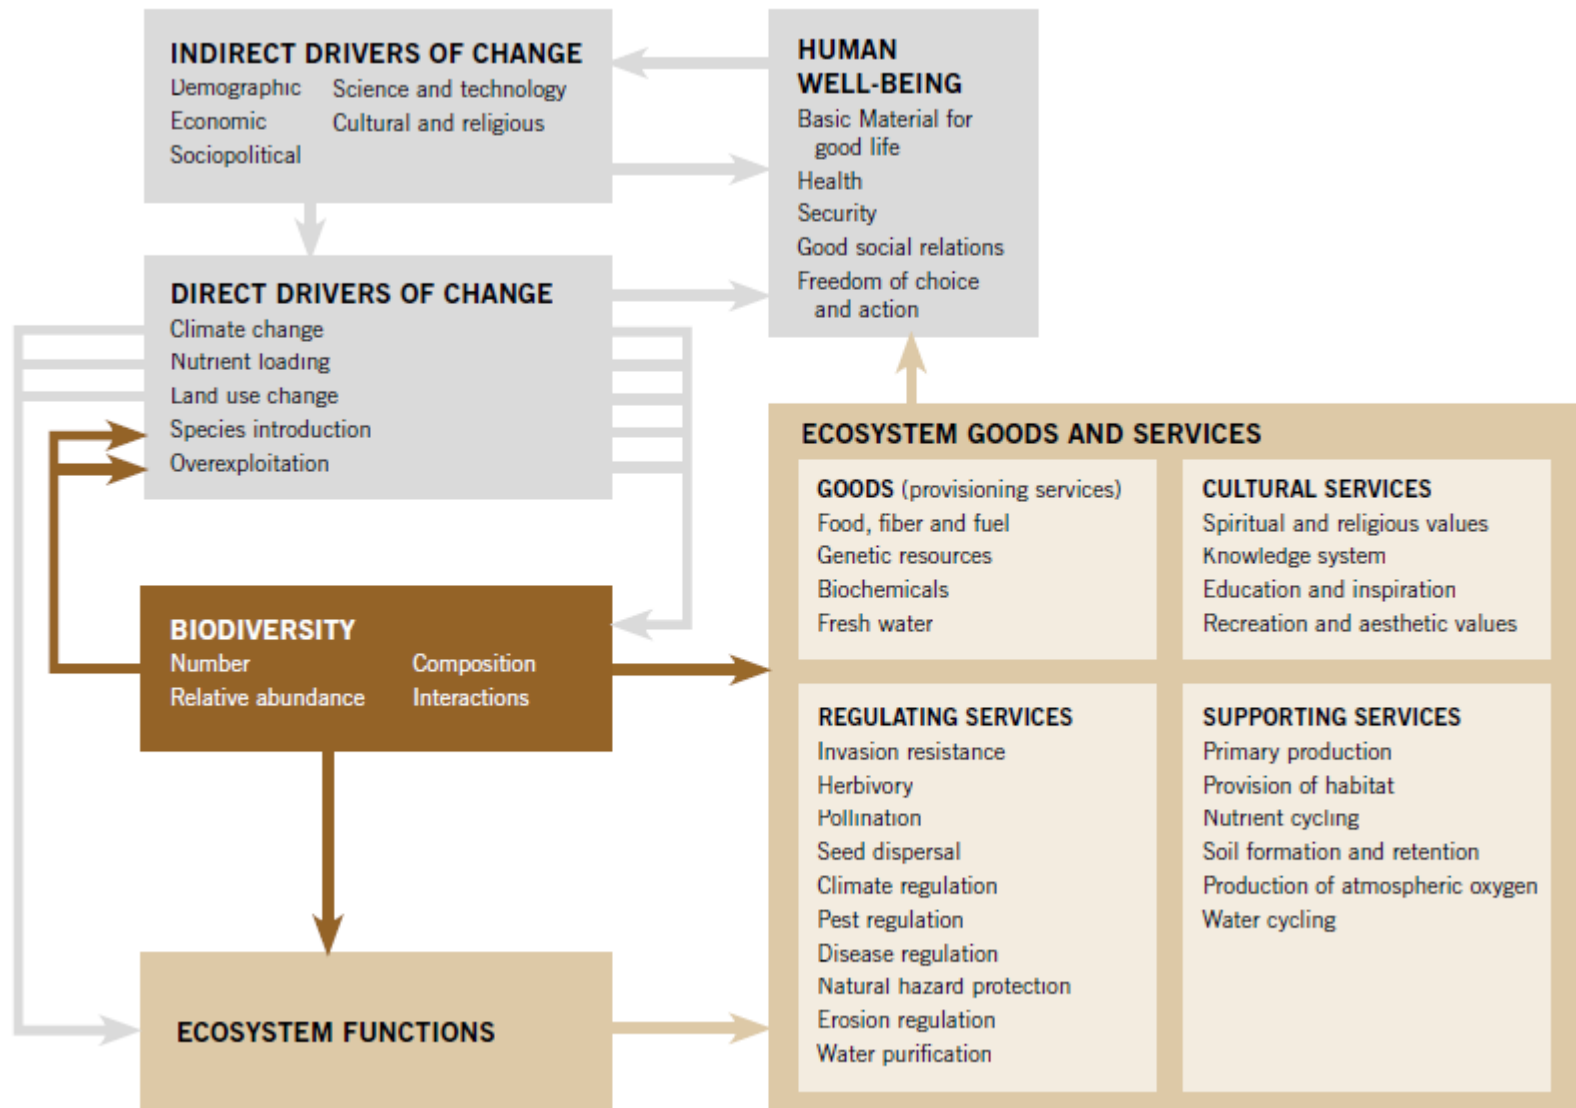 INDIRECT DRIVERS OF CHANGE
Demographic
Science and technology
Economic
Cultural and religious
Sociopolitical
HUMAN
WELL-BEING
Basic Material for
good life
Health
Security
Good social relations
Freedom of choice
and action
DIRECT DRIVERS OF CHANGE
Climate change
Nutrient loading
Land use change
Species introduction
Overexploitation
BIODIVERSITY
Number
Composition
Relative abundance
Interactions
ECOSYSTEM FUNCTIONS
ECOSYSTEM GOODS AND SERVICES
GOODS (provisioning services)
Food, fiber and fuel
Genetic resources
Biochemicals
Fresh water
CULTURAL SERVICES
Spiritual and religious values
Knowledge system
Education and inspiration
Recreation and aesthetic values
REGULATING SERVICES
Invasion resistance
Herbivory
Pollination
Seed dispersal
Climate regulation
Pest regulation
Disease regulation
Natural hazard protection
Erosion regulation
Water purification
SUPPORTING SERVICES
Primary production
Provision of habitat
Nutrient cycling
Soil formation and retention
Production of atmospheric oxygen
Water cycling